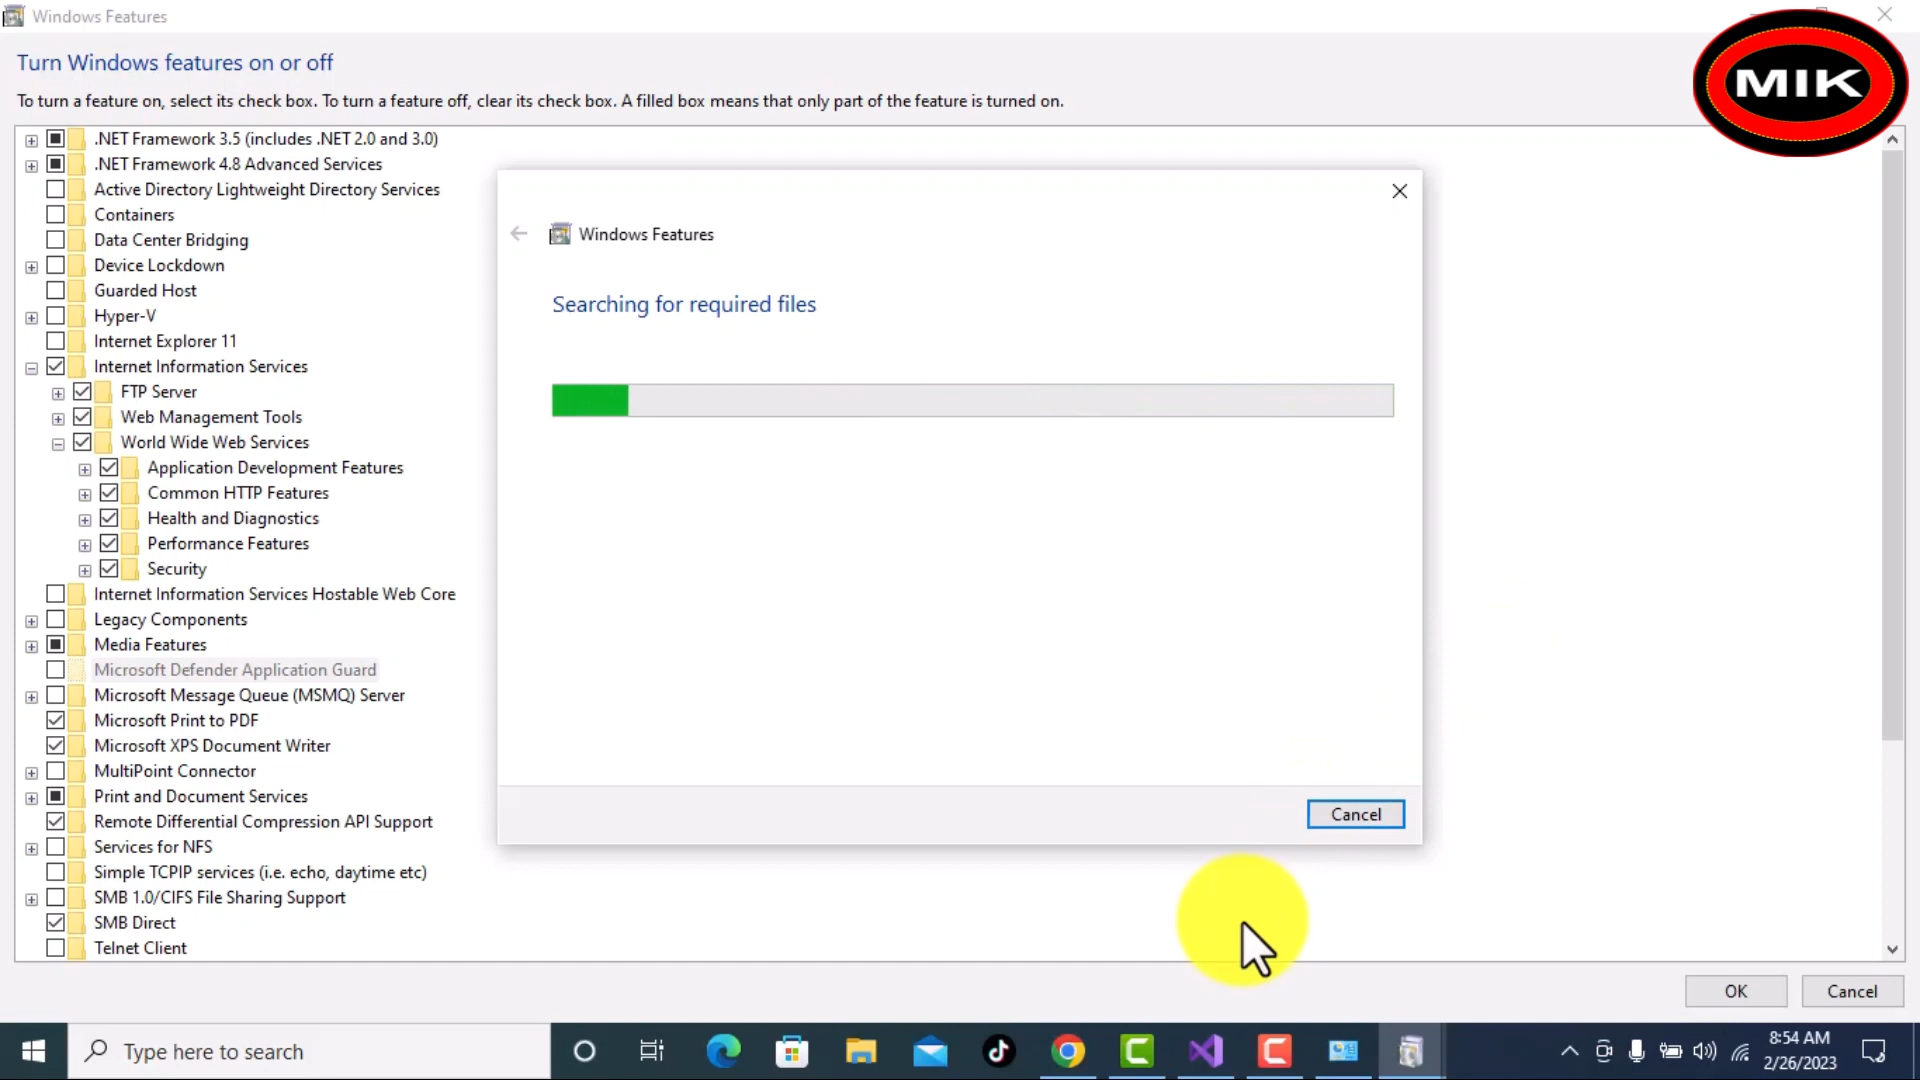 Windows Features
Turn Windows features on or off
To turn a feature on, select its check box. To turn a feature off, clear its check box. A filled box means that only part of the feature is turned on.
MIK
.NET Framework 3.5 (includes .NET 2.0 and 3.0)
.NET Framework 4.8 Advanced Services
Active Directory Lightweight Directory Services
Containers
Data Center Bridging
Device Lockdown
Guarded Host
Hyper-V
Internet Explorer 11
Internet Information Services
FTP Server
Web Management Tools
World Wide Web Services
Application Development Features
Common HTTP Features
Health and Diagnostics
Performance Features
Security
Internet Information Services Hostable Web Core
Legacy Components
Media Features
Microsoft Defender Application Guard
Microsoft Message Queue (MSMQ) Server
Microsoft Print to PDF
Microsoft XPS Document Writer
MultiPoint Connector
Print and Document Services
Remote Differential Compression API Support
Services for NFS
Simple TCPIP services (i.e. echo, daytime etc)
SMB 1.0/CIFS File Sharing Support
SMB Direct
Telnet Client
Windows Features
Searching for required files
Cancel
OK
Cancel
Type here to search
8:54 AM
2/26/2023